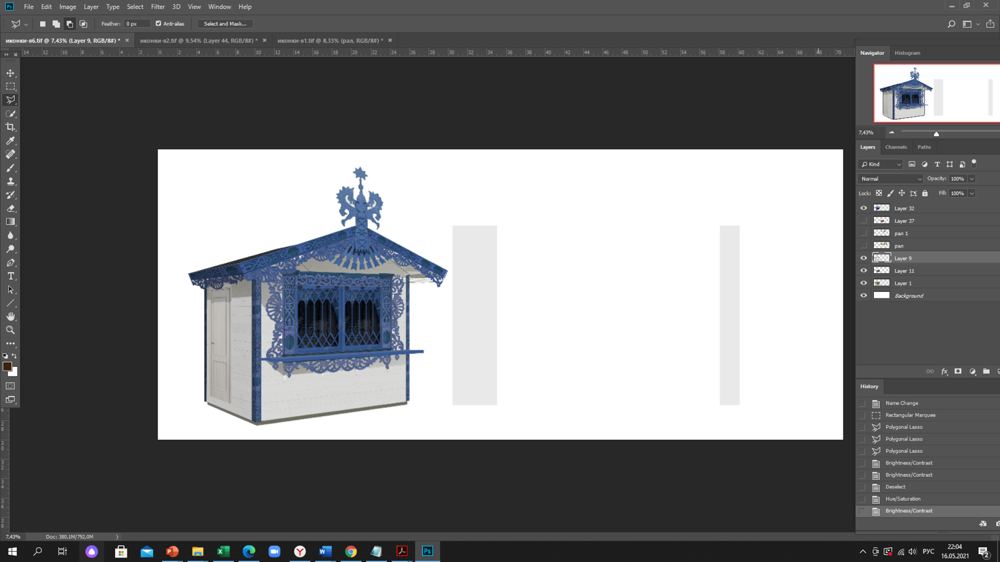 Ps File Edit Image Layer Type Select Filter 3D View Window Help
Feather: 0 px Anti-alias Select and Mask...
иконки-я6.tif @ 7,43% (Layer 9, RGB/8#) * × иконки-я2.tif @ 9,54% (Layer 44, RGB/8#) * × иконки-я1.tif @ 8,33% (рал, RGB/8#) * ×
14 12 10 8 6 4 2 0 2 4 6 8 10 12 14 16 18 20 22 24 26 28 30 32 34 36 38 40 42 44 46 48 50 52 54 56 58 60 62 64 66 68 70
Navigator Histogram
7,43%
Layers Channels Paths
Kind
Normal Opacity: 100%
Lock: Fill: 100%
Layer 32
Layer 37
рал 1
рал
Layer 9
Layer 11
Layer 1
Background
fx
History
Name Change
Rectangular Marquee
Polygonal Lasso
Polygonal Lasso
Polygonal Lasso
Brightness/Contrast
Brightness/Contrast
Deselect
Hue/Saturation
Brightness/Contrast
7,43% Doc: 380,1M/792,0M
РУС
22:04
16.05.2021
2